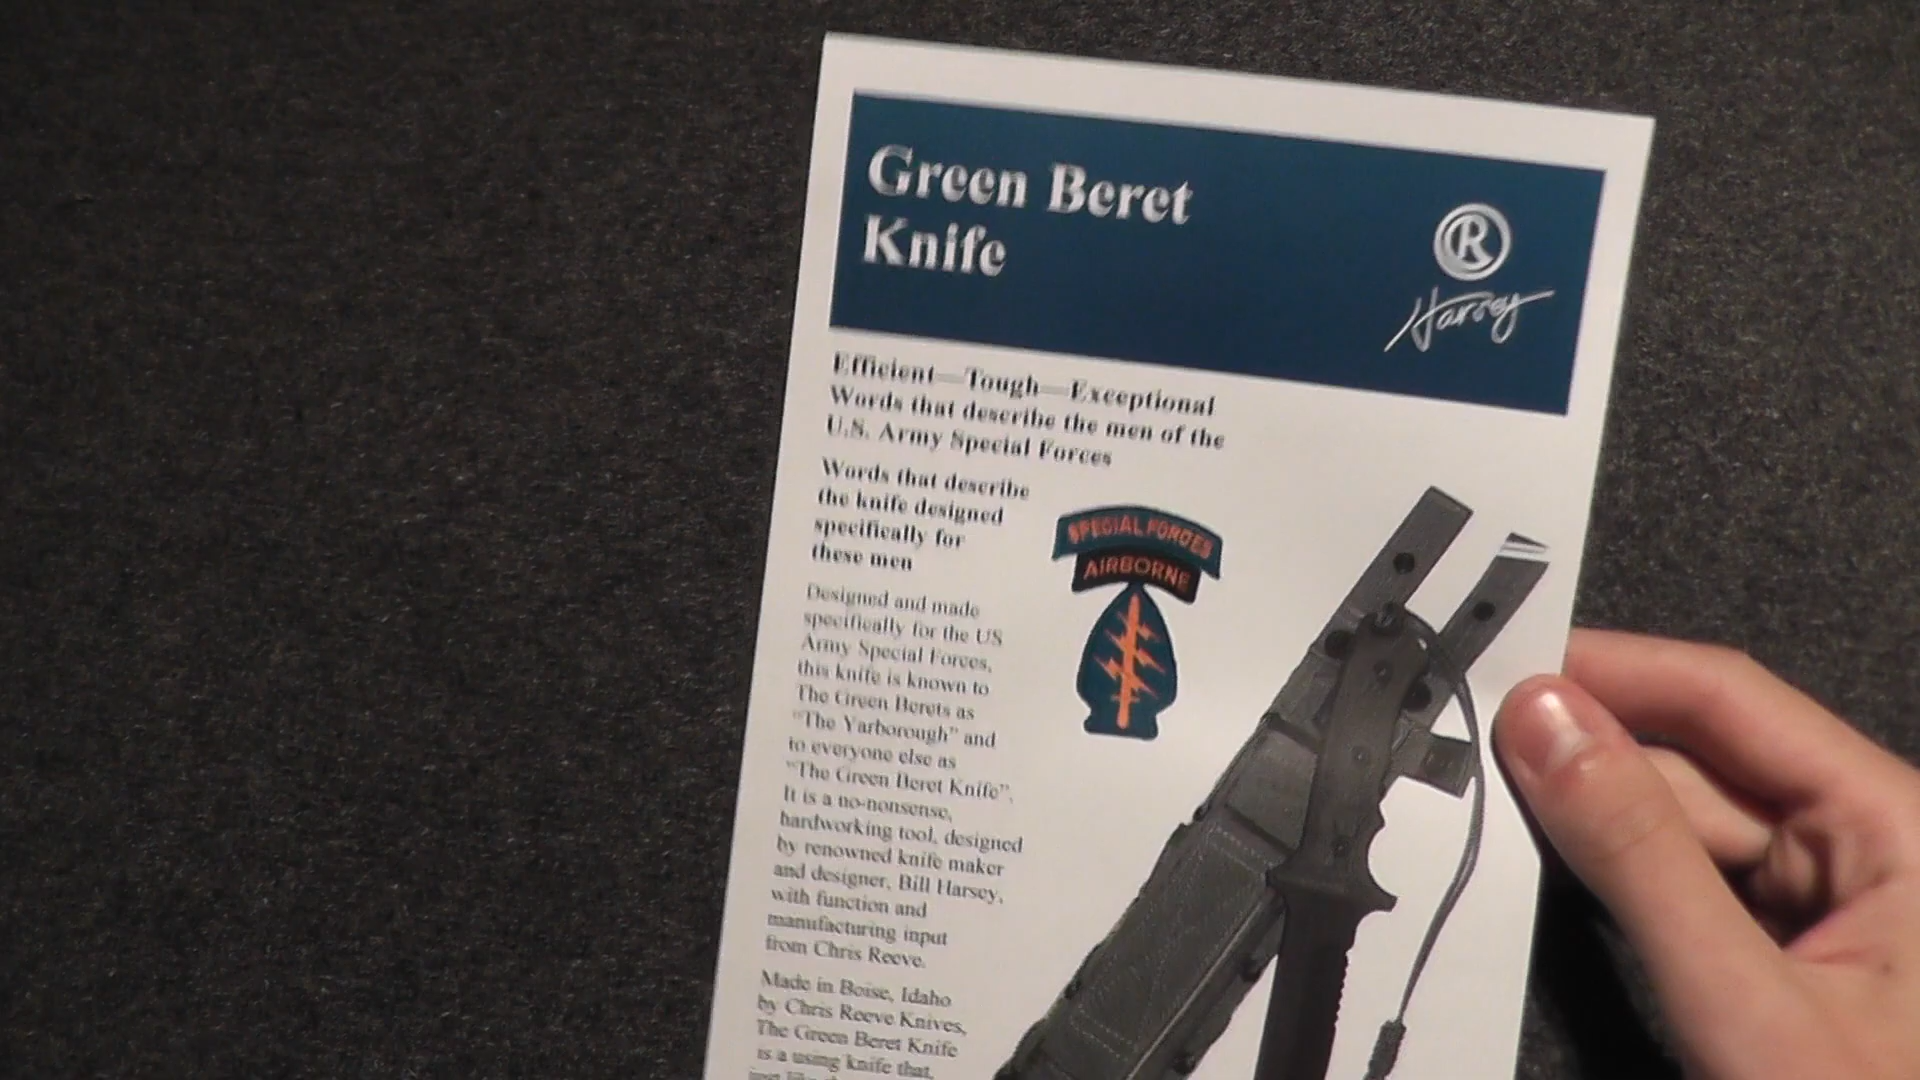 Green Beret
Knife
R
Harsey
Efficient—Tough—Exceptional
Words that describe the men of the
U.S. Army Special Forces
Words that describe
the knife designed
specifically for
these men
SPECIAL FORCES
AIRBORNE
Designed and made
specifically for the US
Army Special Forces,
this knife is known to
The Green Berets as
“The Yarborough” and
to everyone else as
“The Green Beret Knife”.
It is a no-nonsense,
hardworking tool, designed
by renowned knife maker
and designer, Bill Harsey,
with function and
manufacturing input
from Chris Reeve.
Made in Boise, Idaho
by Chris Reeve Knives,
The Green Beret Knife
is a using knife that,
just like